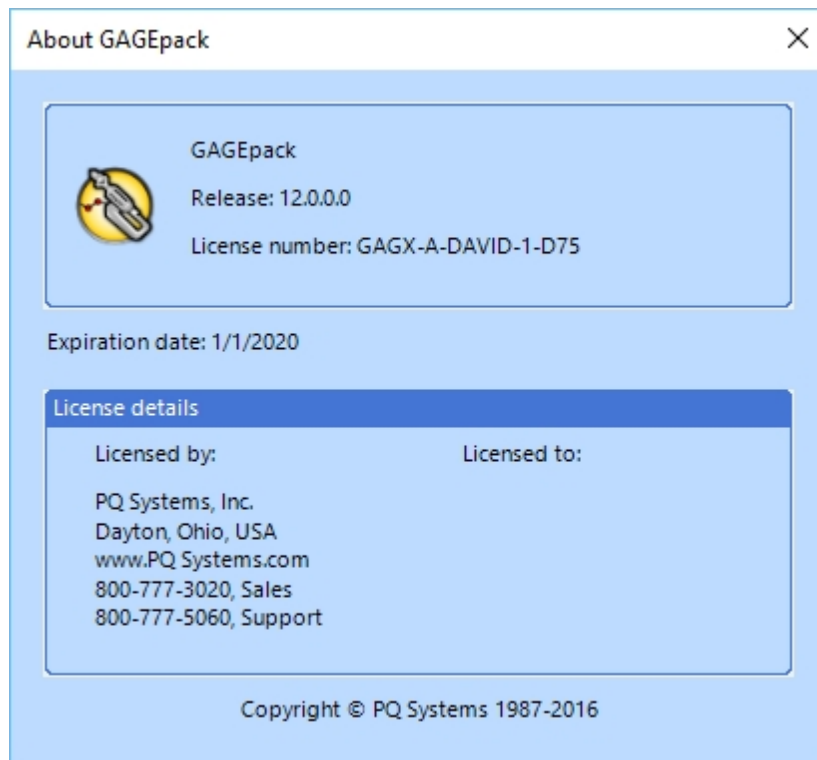 About GAGEpack
GAGEpack
Release: 12.0.0.0
License number: GAGX-A-DAVID-1-D75
Expiration date: 1/1/2020
License details
Licensed by:
Licensed to:
PQ Systems, Inc.
Dayton, Ohio, USA
www.PQ Systems.com
800-777-3020, Sales
800-777-5060, Support
Copyright © PQ Systems 1987-2016